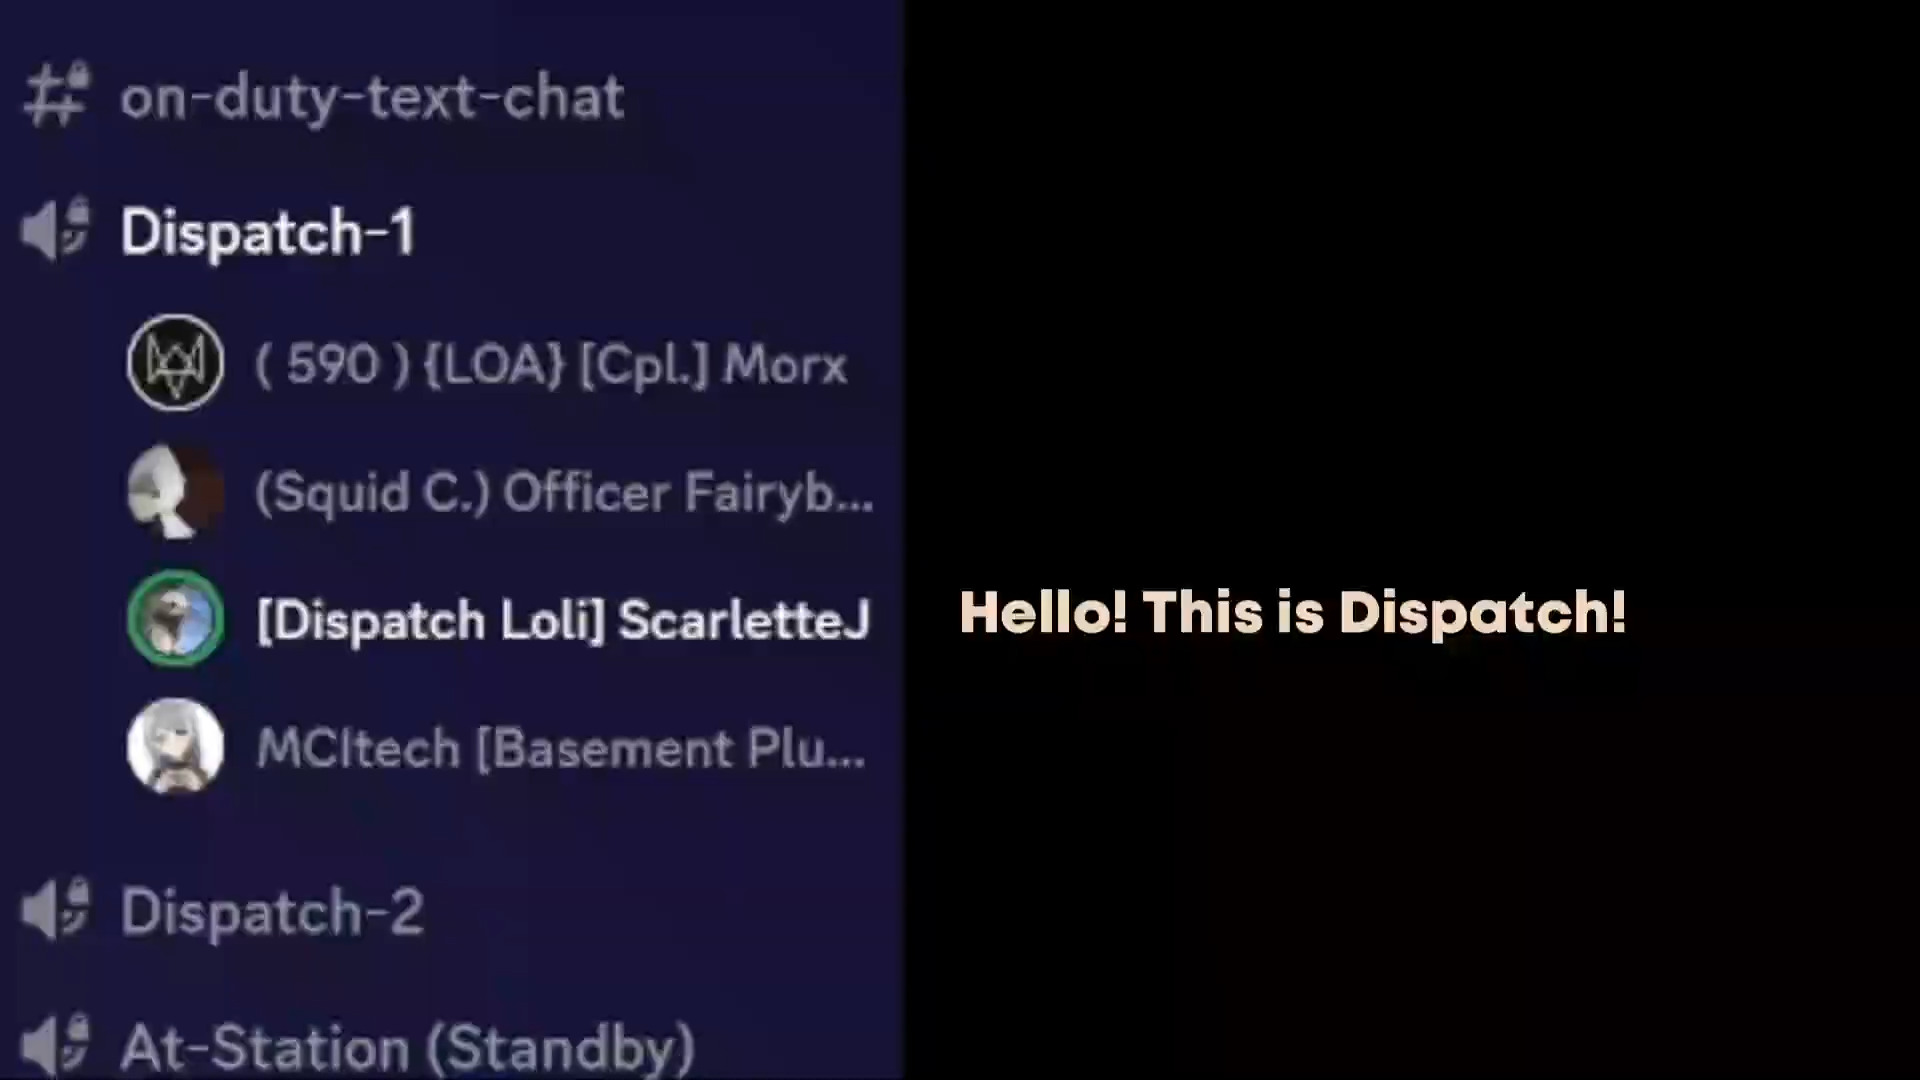 on-duty-text-chat
Dispatch-1
( 590 ) {LOA} [Cpl.] Morx
(Squid C.) Officer Fairyb...
[Dispatch Loli] ScarletteJ
Hello! This is Dispatch!
MCItech [Basement Plu...
Dispatch-2
At-Station (Standby)